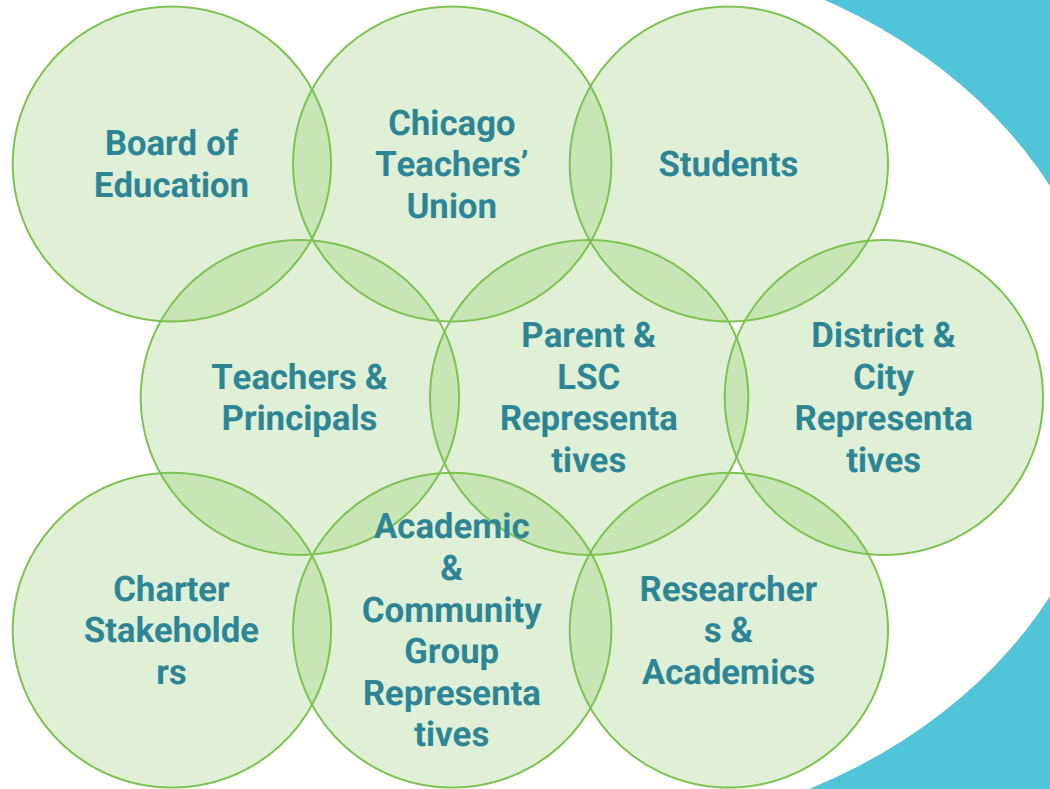 Board of
Education
Chicago
Teachers’
Union
Students
Teachers &
Principals
Parent &
LSC
Representa
tives
District &
City
Representa
tives
Charter
Stakeholde
rs
Academic
&
Community
Group
Representa
tives
Researcher
s &
Academics